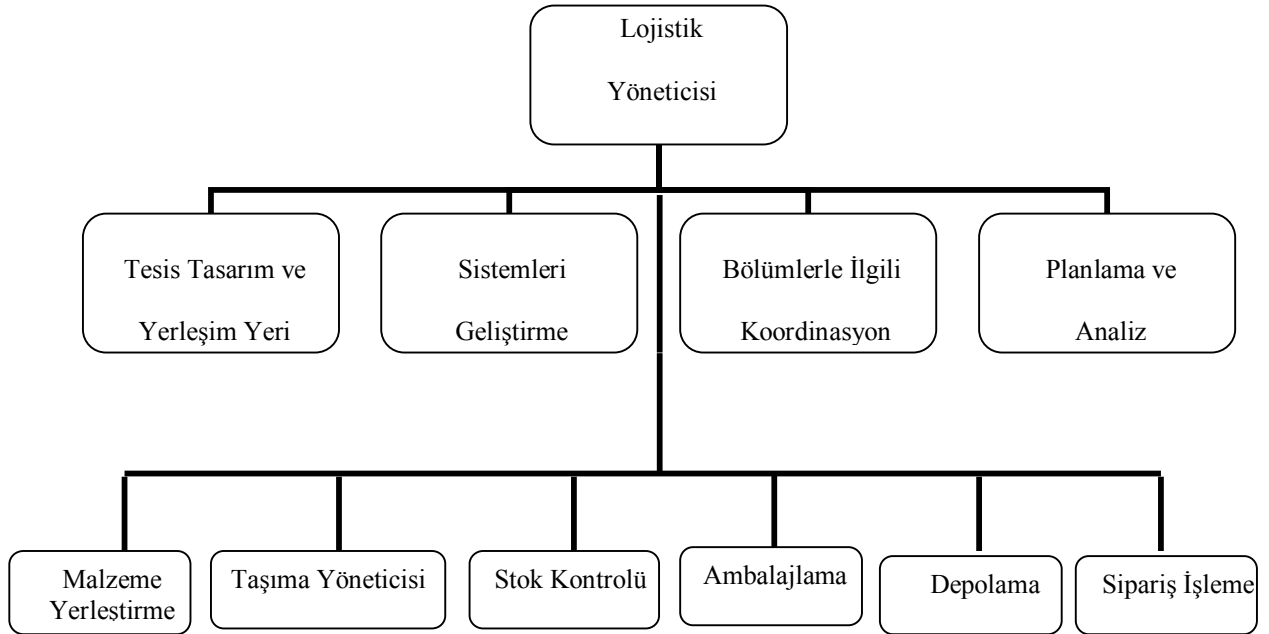 Lojistik
Yöneticisi
Tesis Tasarım ve
Yerleşim Yeri
Sistemleri
Geliştirme
Bölümlerle İlgili
Koordinasyon
Planlama ve
Analiz
Malzeme
Yerleştirme
Taşıma Yöneticisi
Stok Kontrolü
Ambalajlama
Depolama
Sipariş İşleme